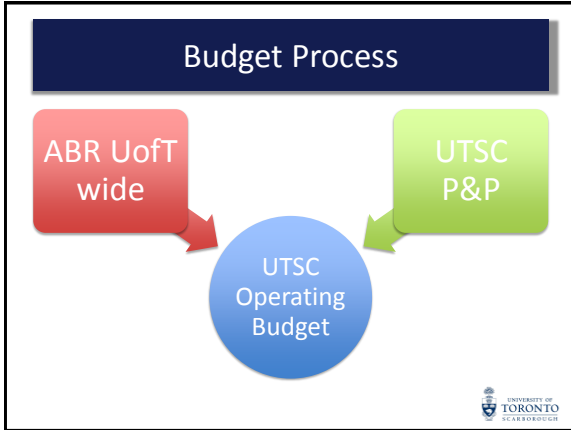 Budget Process
ABR UofT
wide
UTSC
P&P
UTSC
Operating
Budget
UNIVERSITY OF
TORONTO
SCARBOROUGH